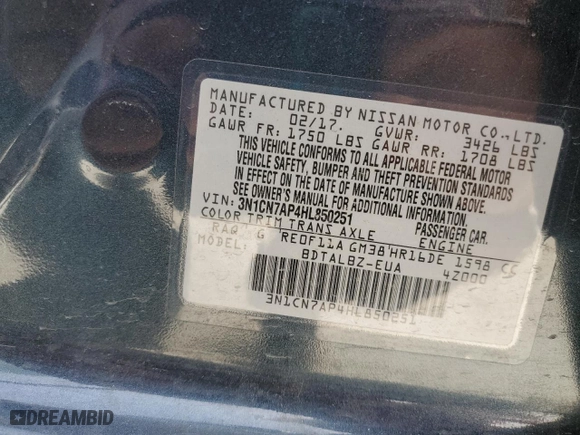 MANUFACTURED BY NISSAN MOTOR CO.,LTD.
DATE: 02/17. GVWR: 3426 LBS
GAWR FR: 1750 LBS GAWR RR: 1708 LBS
THIS VEHICLE CONFORMS TO ALL APPLICABLE FEDERAL MOTOR
VEHICLE SAFETY, BUMPER AND THEFT PREVENTION STANDARDS
IN EFFECT ON THE DATE OF MANUFACTURE SHOWN ABOVE.
SEE OWNER'S MANUAL FOR ADDITIONAL INFORMATION.
VIN: 3N1CN7AP4HL850251 PASSENGER CAR.
COLOR TRIM TRANS AXLE ENGINE
RAQ G RE0F11A GM38 HR16DE 1598 CC
MODEL: BDTALBZ-EUA 4Z000
3N1CN7AP4HL850251
DREAMBID